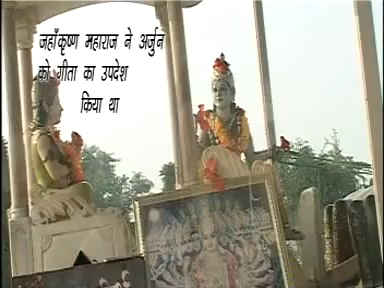 जहाँकृष्ण महाराज ने अर्जुन
को गीता का उपदेश
किया था